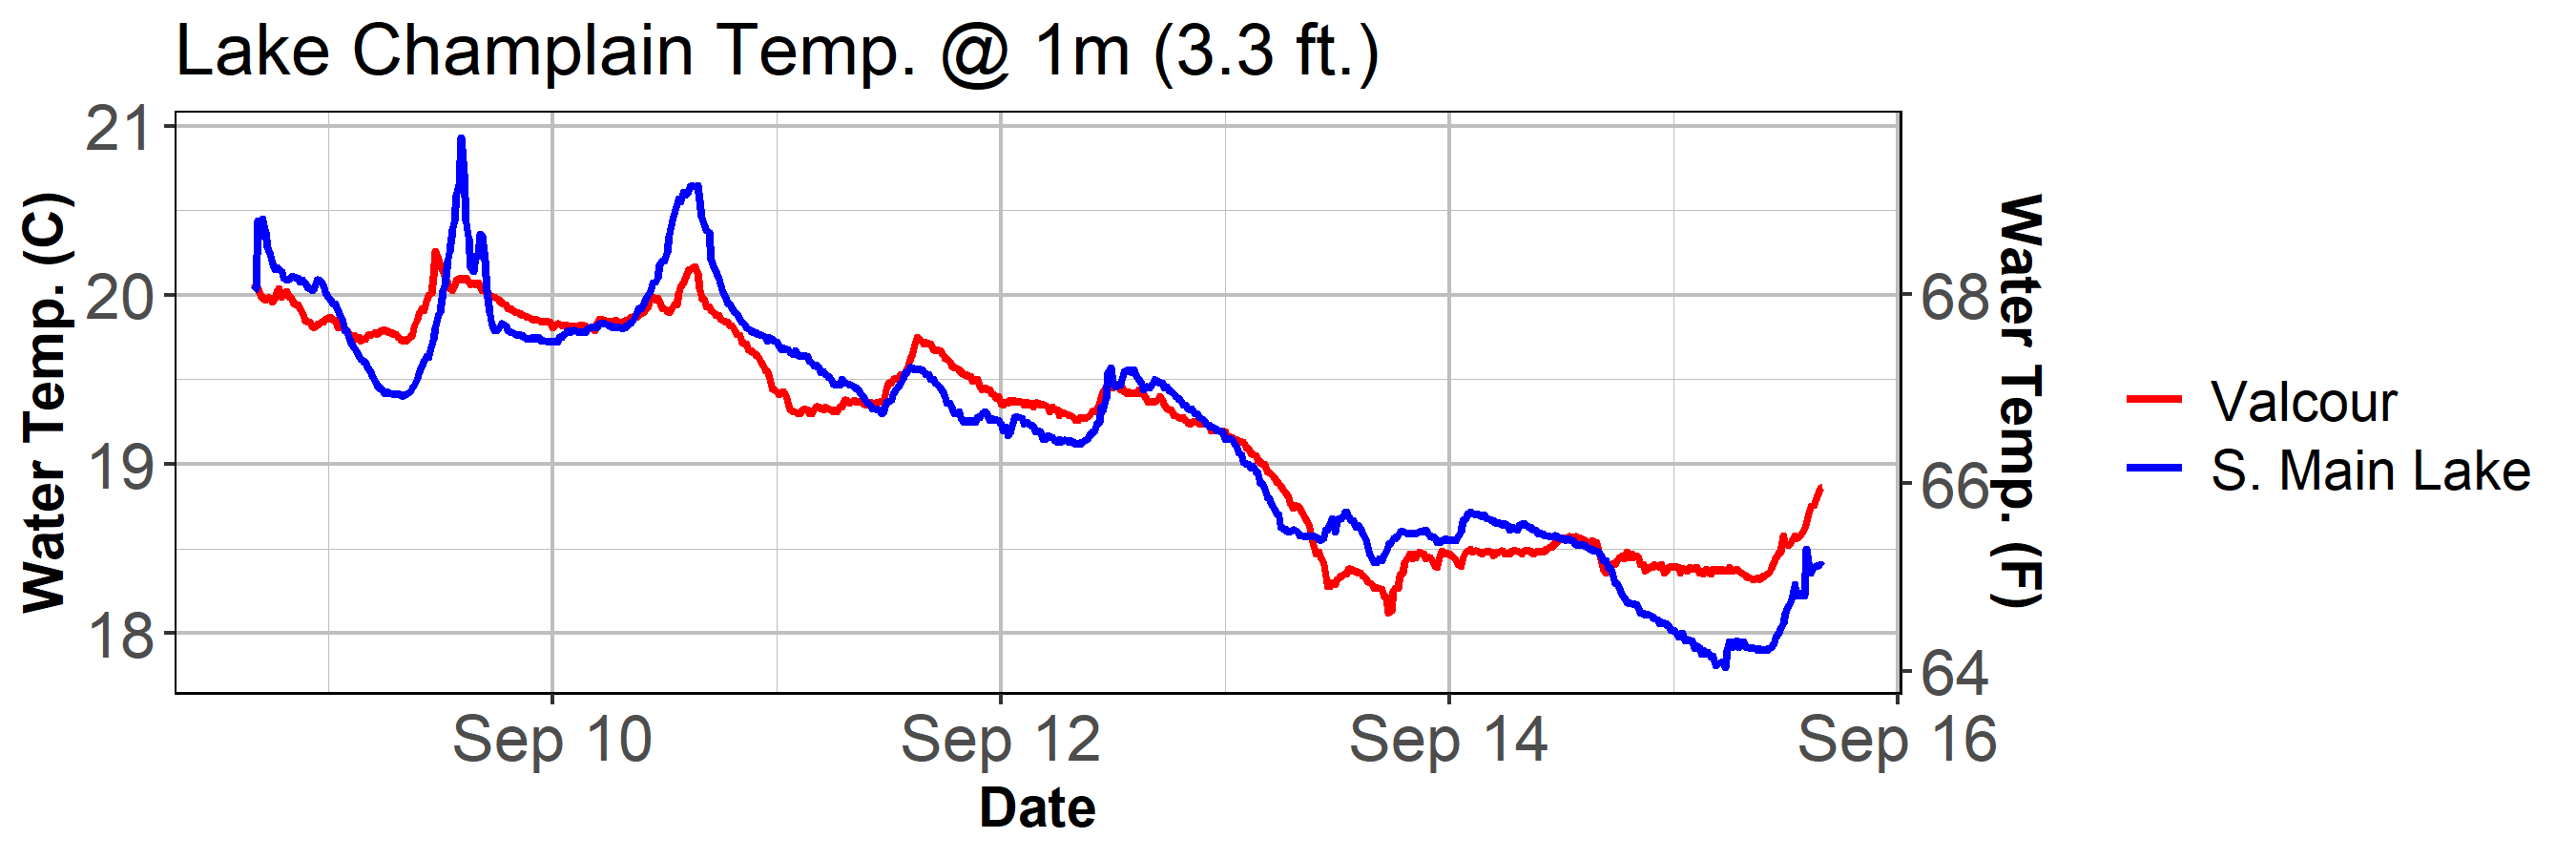 Lake Champlain Temp. @ 1m (3.3 ft.)
Water Temp. (C)
21
20
19
18
68
66
64
Water Temp. (F)
Sep 10
Sep 12
Sep 14
Sep 16
Date
Valcour
S. Main Lake